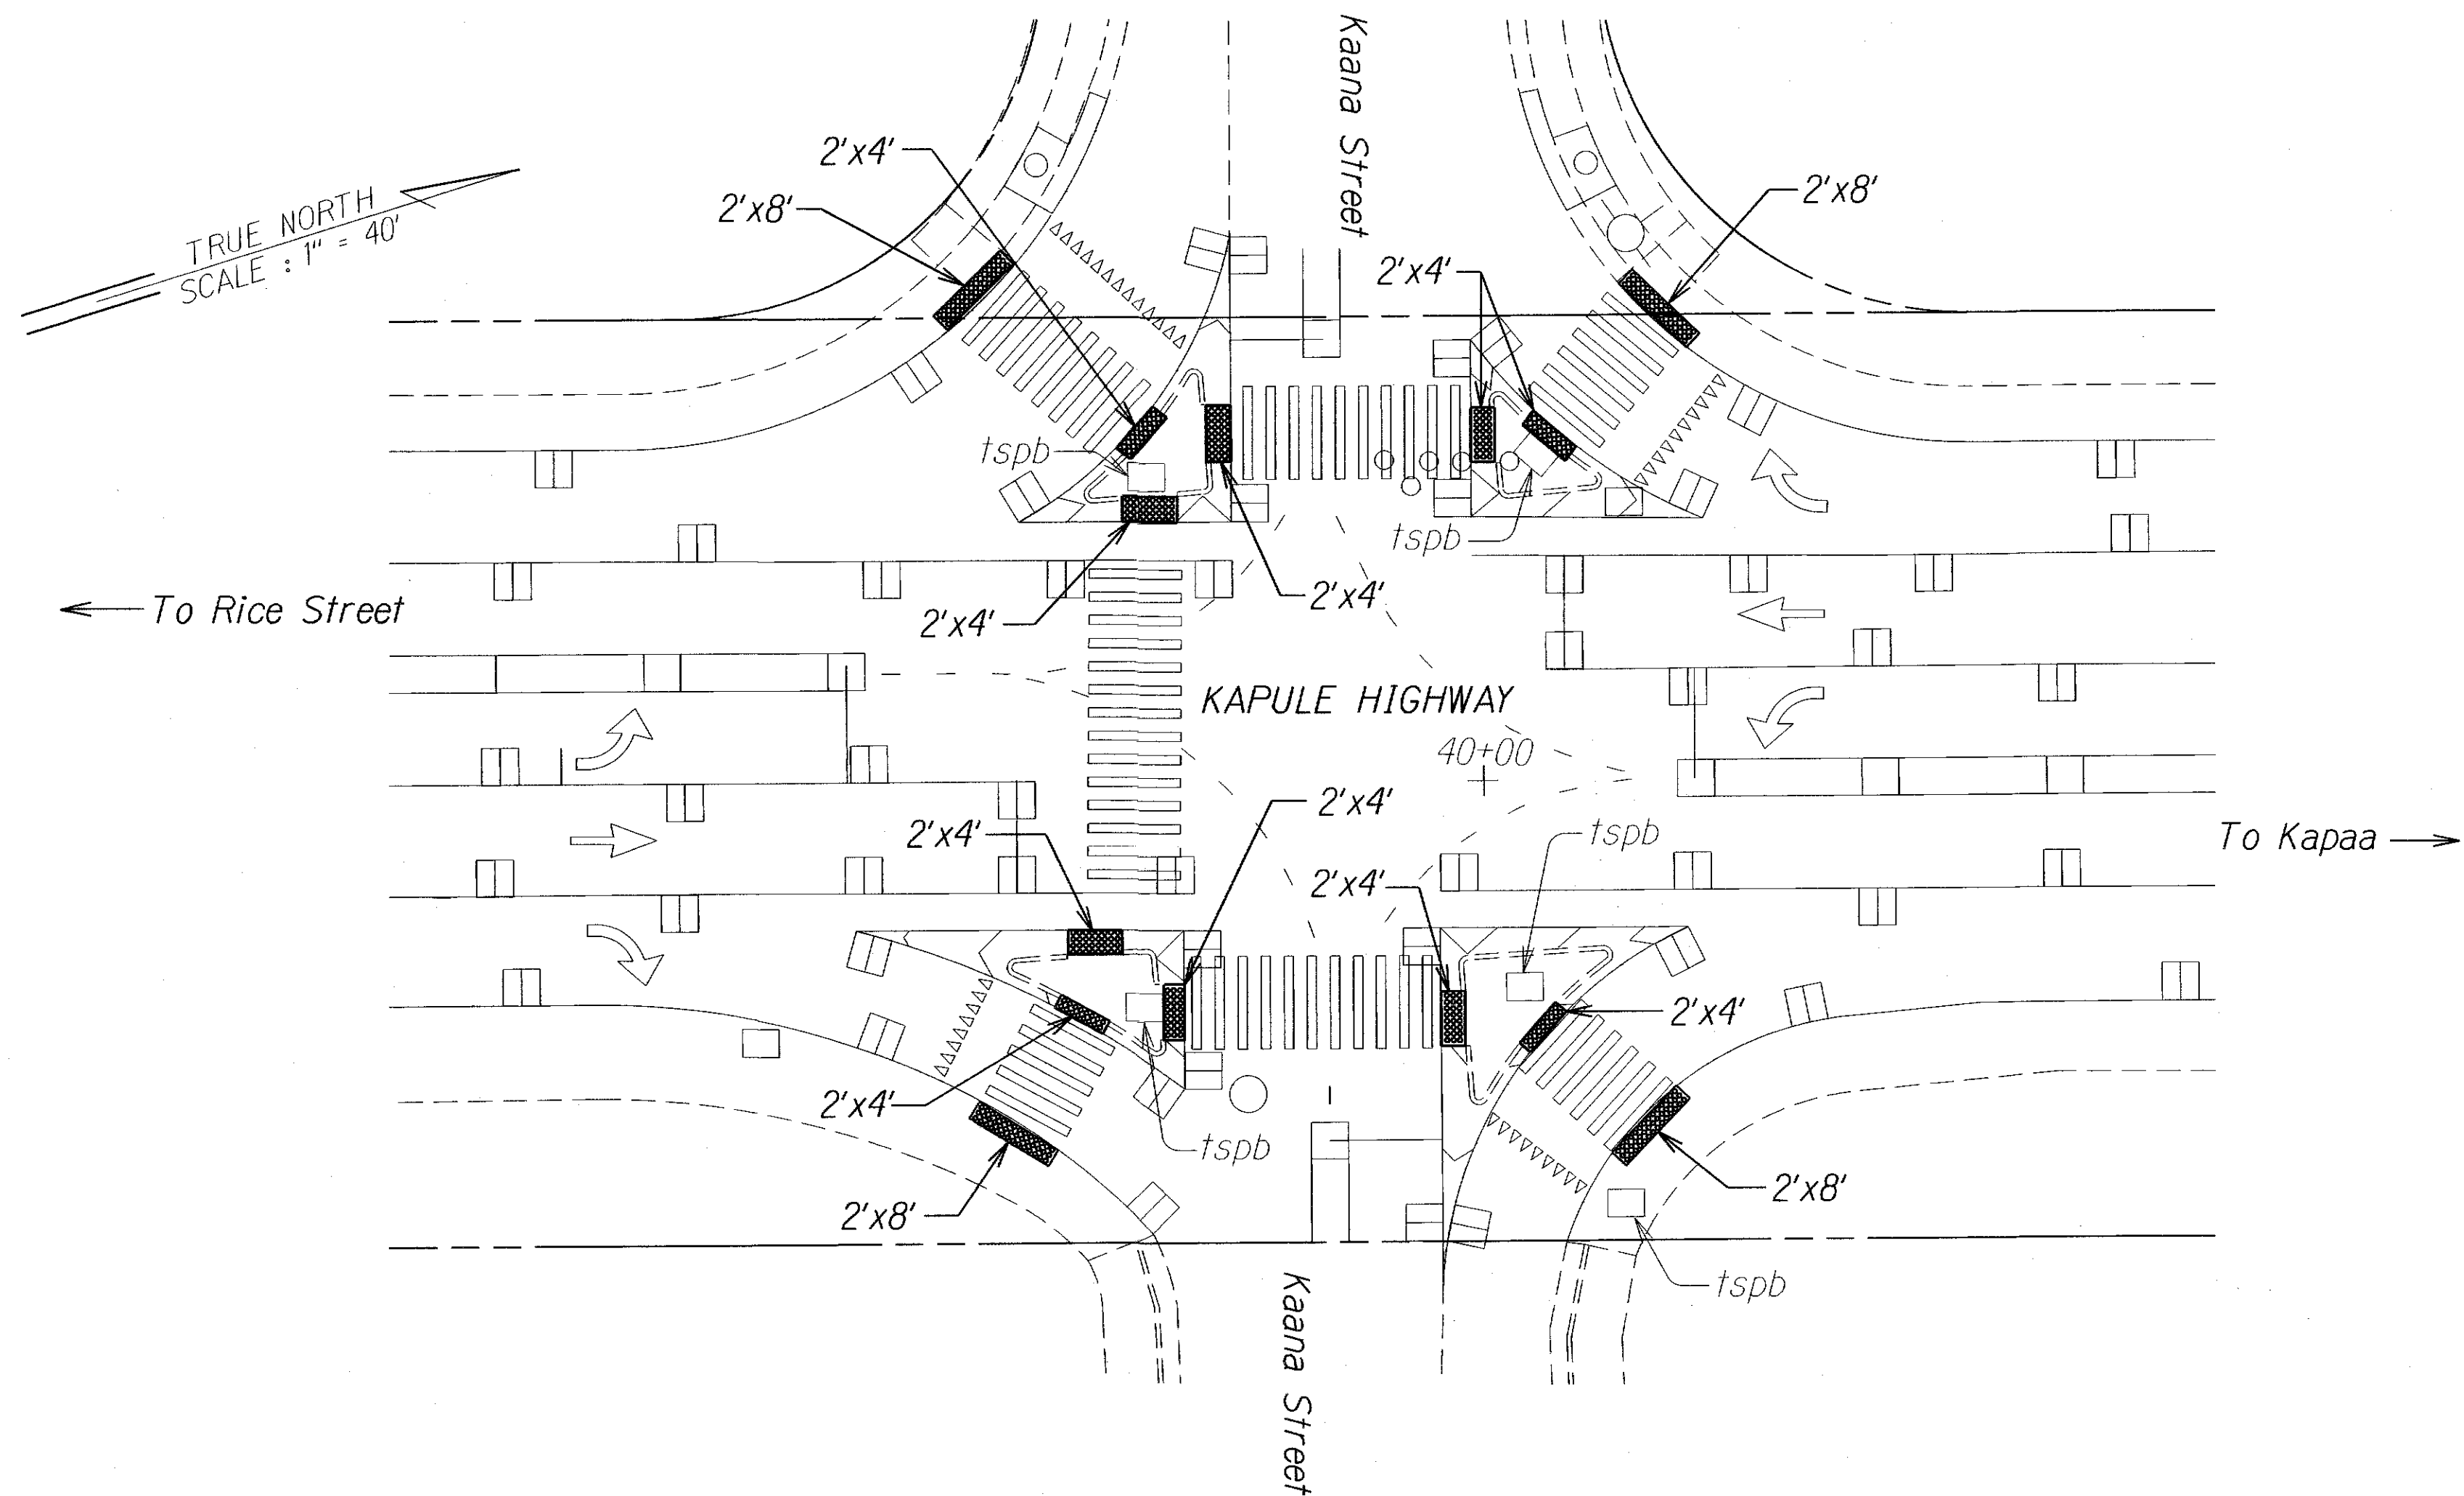 Kaana Street
2'x4'
2'x8'
2'x8'
TRUE NORTH
SCALE : 1" = 40'
2'x4'
tspb
tspb
2'x4'
2'x4'
To Rice Street
KAPULE HIGHWAY
40+00
2'x4'
2'x4'
tspb
To Kapaa
2'x4'
2'x4'
2'x4'
tspb
2'x8'
2'x8'
tspb
Kaana Street